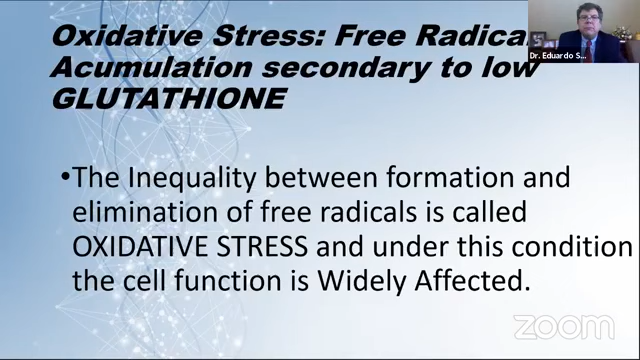 Oxidative Stress: Free Radical
Acumulation secondary to low
GLUTATHIONE
•The Inequality between formation and
elimination of free radicals is called
OXIDATIVE STRESS and under this condition
the cell function is Widely Affected.
Dr. Eduardo S...
zoom